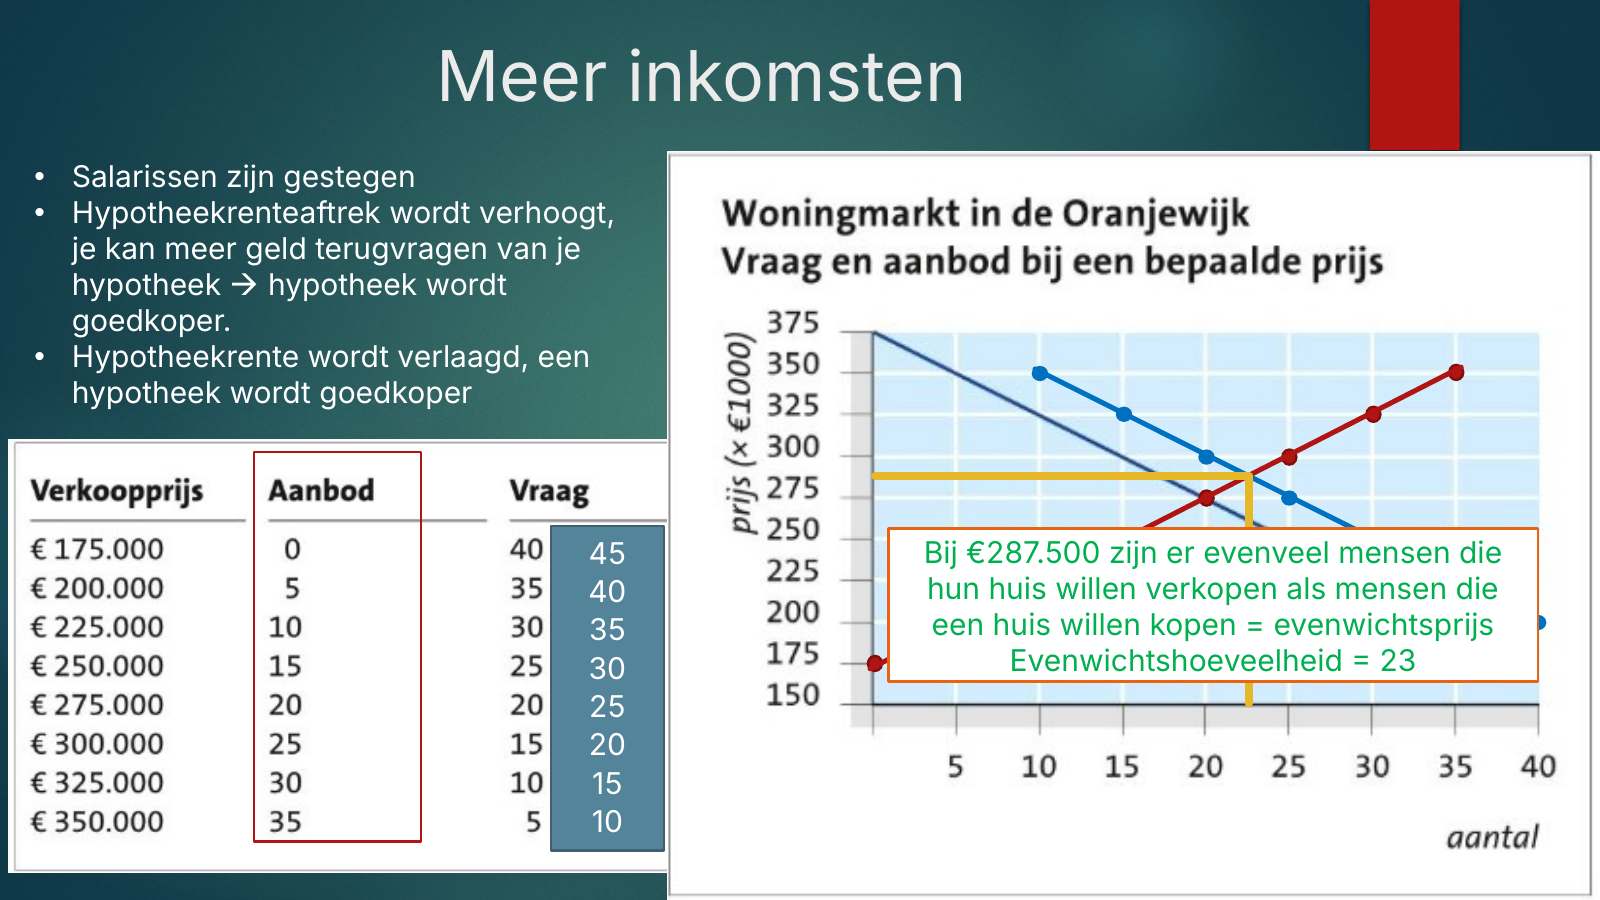 Meer inkomsten
• Salarissen zijn gestegen
• Hypotheekrenteaftrek wordt verhoogt,
je kan meer geld terugvragen van je
hypotheek → hypotheek wordt
goedkoper.
• Hypotheekrente wordt verlaagd, een
hypotheek wordt goedkoper
Verkoopprijs Aanbod Vraag
€ 175.000 0 40 45
€ 200.000 5 35 40
€ 225.000 10 30 35
€ 250.000 15 25 30
€ 275.000 20 20 25
€ 300.000 25 15 20
€ 325.000 30 10 15
€ 350.000 35 5 10
Woningmarkt in de Oranjewijk
Vraag en aanbod bij een bepaalde prijs
prijs (× €1000)
375
350
325
300
275
250
225
200
175
150
Bij €287.500 zijn er evenveel mensen die
hun huis willen verkopen als mensen die
een huis willen kopen = evenwichtsprijs
Evenwichtshoeveelheid = 23
5 10 15 20 25 30 35 40
aantal